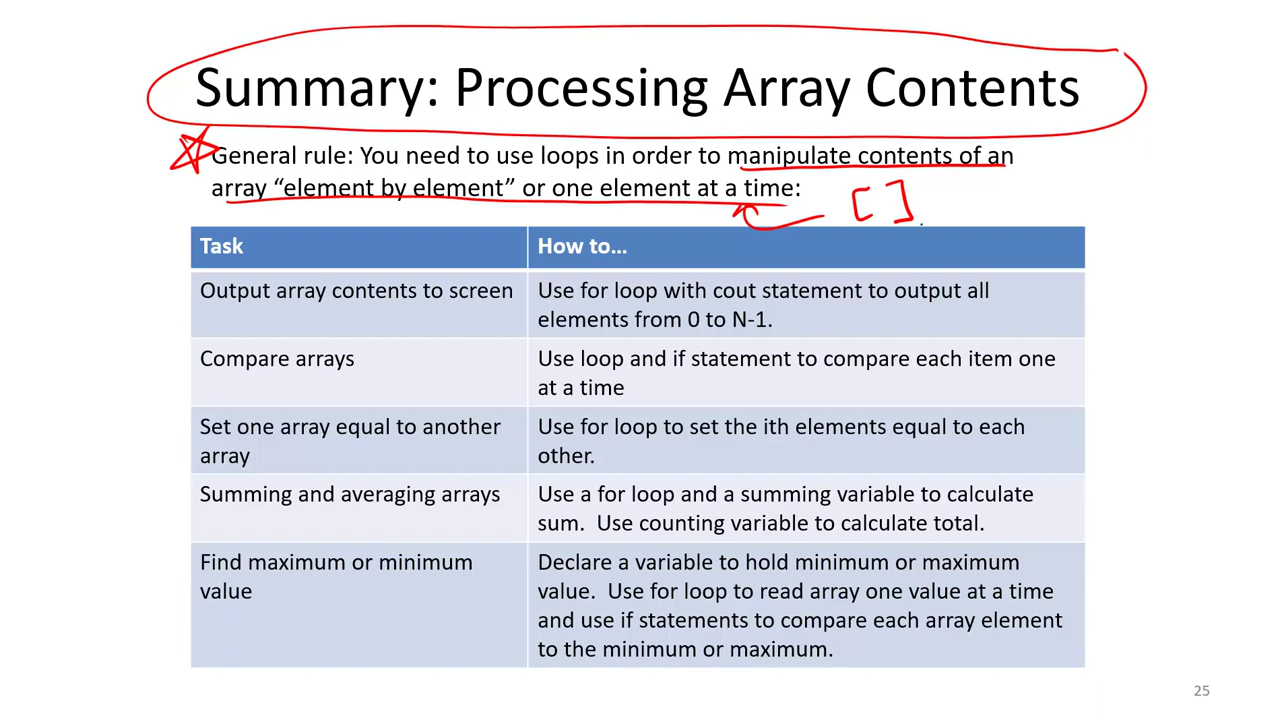 Summary: Processing Array Contents
General rule: You need to use loops in order to manipulate contents of an
array “element by element” or one element at a time:
[ ]
Task
How to…
Output array contents to screen
Use for loop with cout statement to output all
elements from 0 to N-1.
Compare arrays
Use loop and if statement to compare each item one
at a time
Set one array equal to another
array
Use for loop to set the ith elements equal to each
other.
Summing and averaging arrays
Use a for loop and a summing variable to calculate
sum.  Use counting variable to calculate total.
Find maximum or minimum
value
Declare a variable to hold minimum or maximum
value.  Use for loop to read array one value at a time
and use if statements to compare each array element
to the minimum or maximum.
25